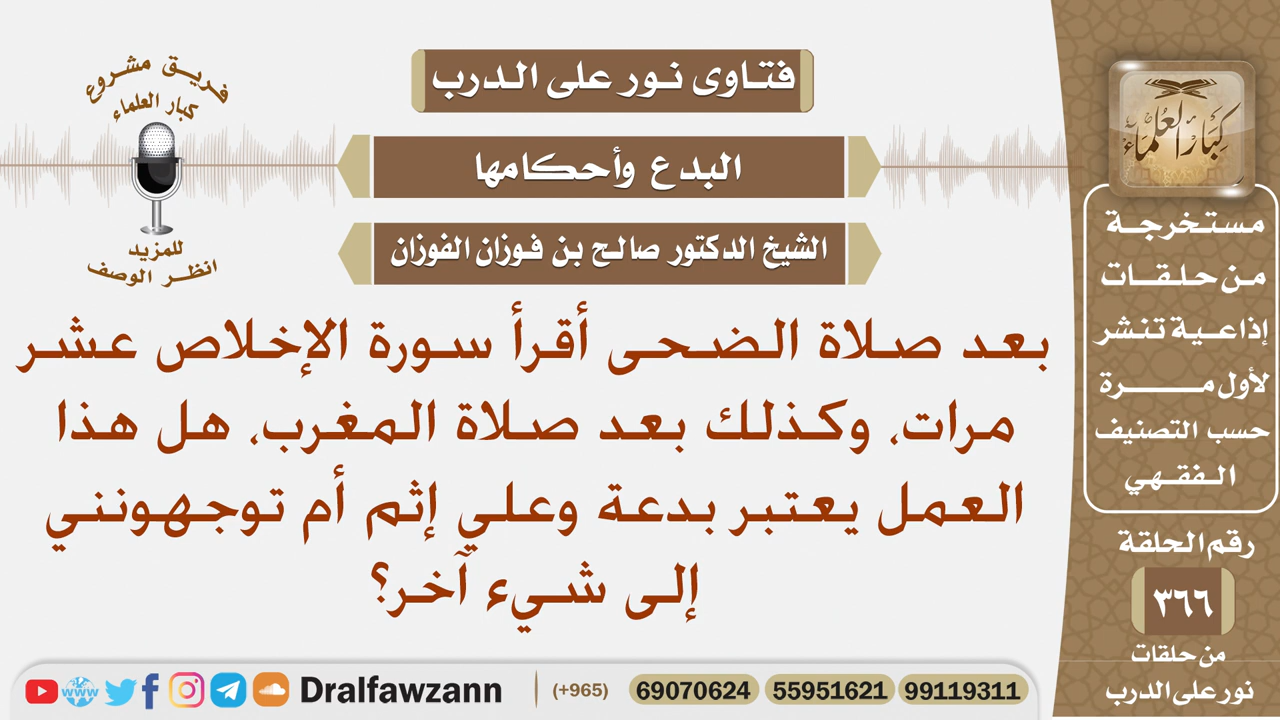 فتاوى نور على الدرب
البدع وأحكامها
الشيخ الدكتور صالح بن فوزان الفوزان
بعد صلاة الضحى أقرأ سورة الإخلاص عشر
مرات، وكذلك بعد صلاة المغرب، هل هذا
العمل يعتبر بدعة وعلي إثم أم توجهونني
إلى شيء آخر؟
فريق مشروع
كبار العلماء
للمزيد
انظر الوصف
كبار العلماء
مستخرجة
من حلقات
إذاعية تنشر
لأول مرة
حسب التصنيف
الفقهي
رقم الحلقة
٣٦٦
من حلقات
نور على الدرب
www
Dralfawzann
(+965)
69070624
55951621
99119311